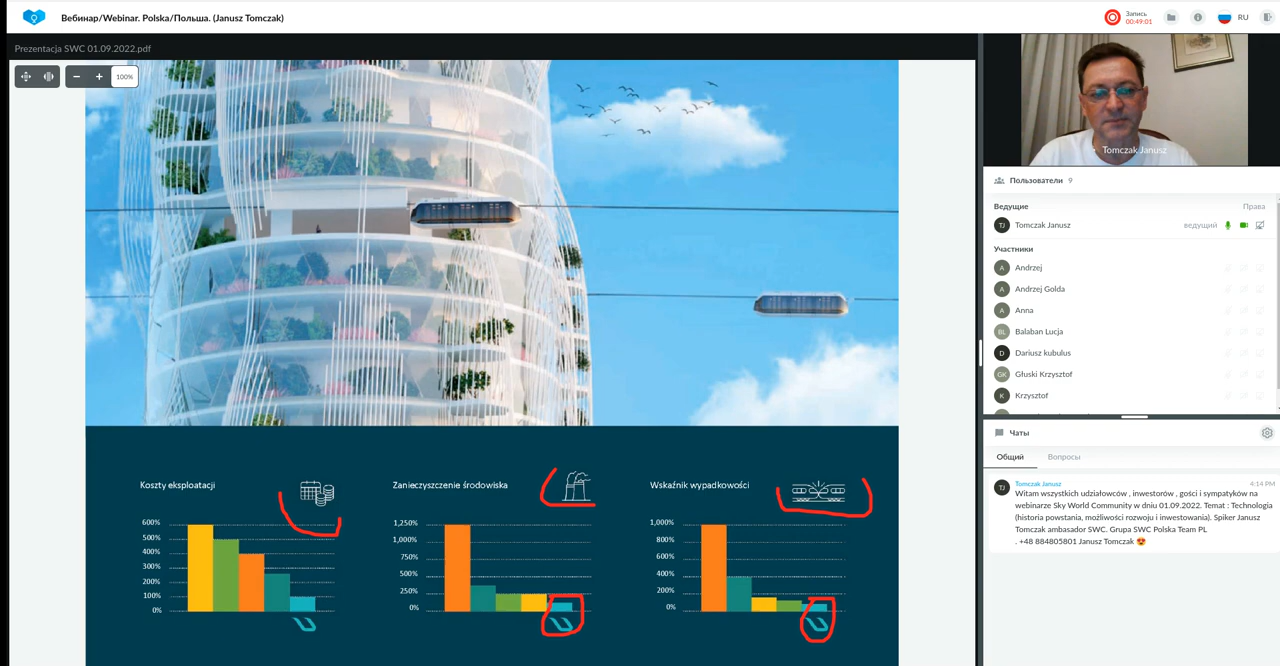 Вебинар/Webinar. Polska/Польша. (Janusz Tomczak)
Запись
00:49:01
RU
Prezentacja SWC 01.09.2022.pdf
100%
Tomczak Janusz
Пользователи 9
Ведущие Права
TJ Tomczak Janusz ведущий
Участники
A Andrzej
A Andrzej Golda
A Anna
BL Balaban Lucja
D Dariusz kubulus
GK Głuski Krzysztof
K Krzysztof
Чаты
Общий Вопросы
TJ Tomczak Janusz 4:14 PM
Witam wszystkich udziałowców , inwestorów , gości i sympatyków na
webinarze Sky World Community w dniu 01.09.2022. Temat : Technologia
(historia powstania, możliwości rozwoju i inwestowania). Spiker Janusz
Tomczak ambasador SWC. Grupa SWC Polska Team PL
. +48 884805801 Janusz Tomczak 😍
Koszty eksploatacji
600%
500%
400%
300%
200%
100%
0%
Zanieczyszczenie środowiska
1,250%
1,000%
750%
500%
250%
0%
Wskaźnik wypadkowości
1,000%
800%
600%
400%
200%
0%